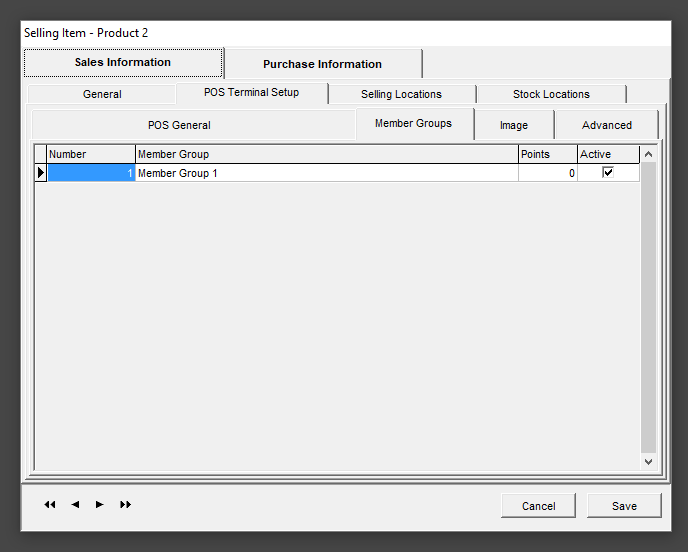 Selling Item - Product 2
Sales Information Purchase Information
General POS Terminal Setup Selling Locations Stock Locations
POS General Member Groups Image Advanced
Number Member Group Points Active
1 Member Group 1 0
Cancel Save